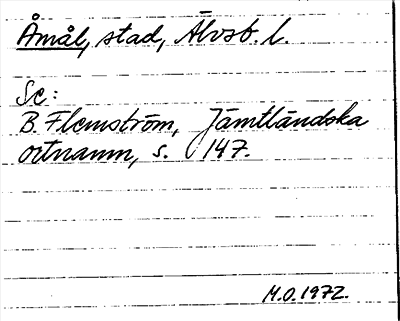 Åmål, stad, Älvsb. l.
Se:
B. Flemström, Jämtländska
ortnamn, s. 147.
M.O. 1972.